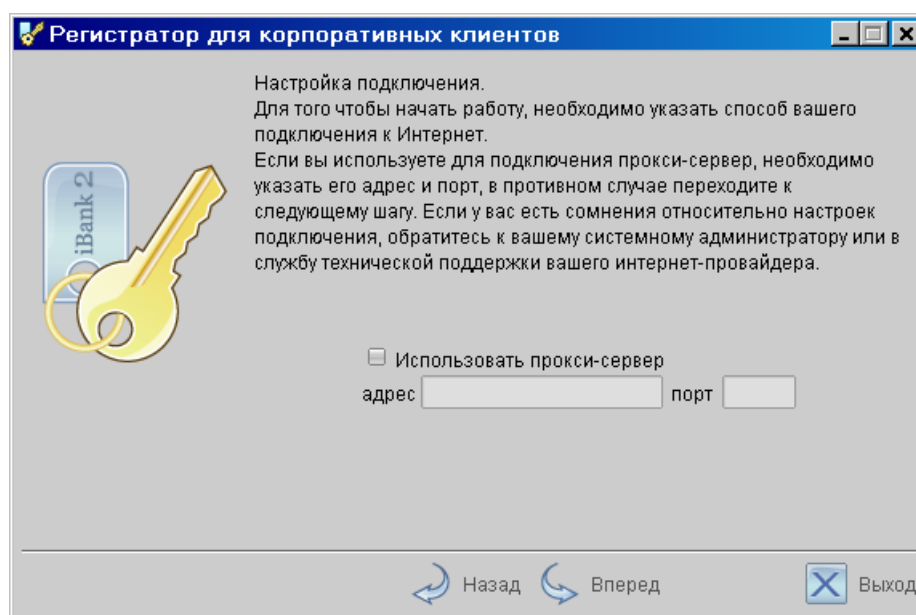 Регистратор для корпоративных клиентов
Настройка подключения.
Для того чтобы начать работу, необходимо указать способ вашего
подключения к Интернет.
Если вы используете для подключения прокси-сервер, необходимо
указать его адрес и порт, в противном случае переходите к
следующему шагу. Если у вас есть сомнения относительно настроек
подключения, обратитесь к вашему системному администратору или в
службу технической поддержки вашего интернет-провайдера.
iBank 2
Использовать прокси-сервер
адрес порт
Назад Вперед Выход